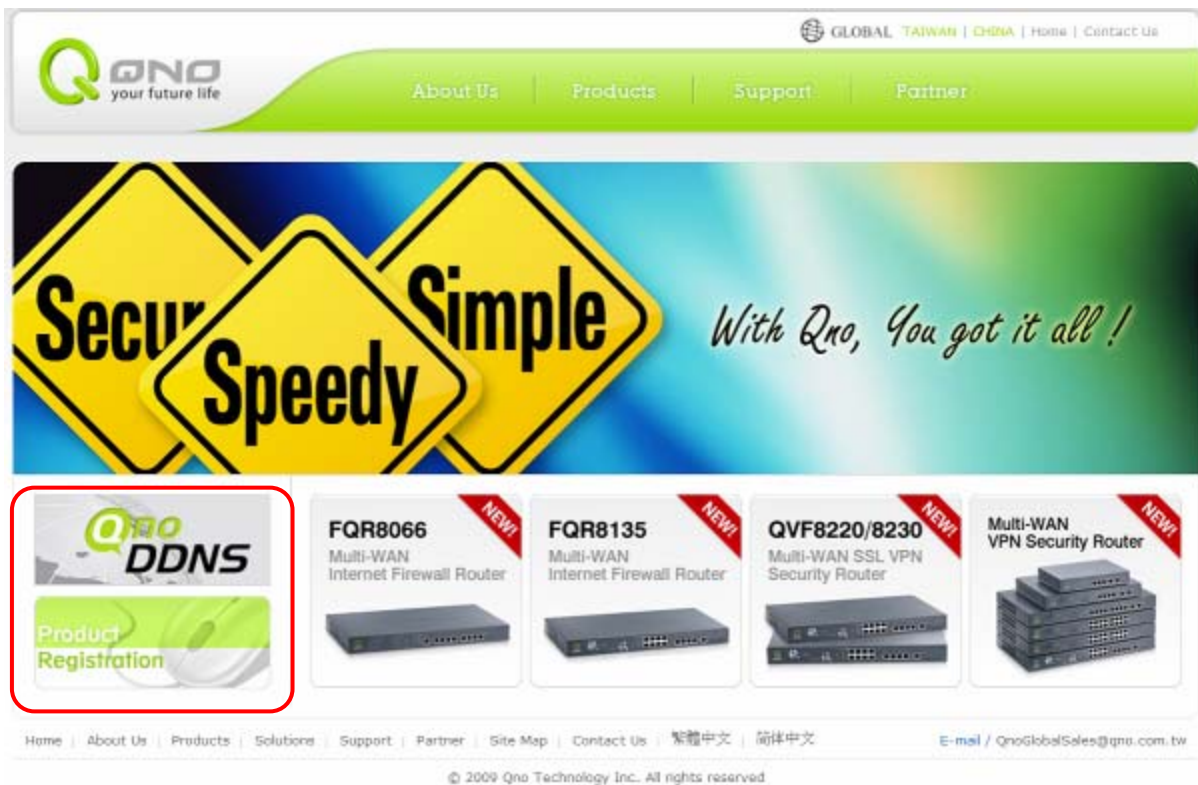 GLOBAL TAIWAN | CHINA | Home | Contact Us
QNO
your future life
About Us | Products | Support | Partner
Secur
Speedy
Simple
With Qno, You got it all !
Qno
DDNS
Product
Registration
FQR8066
Multi-WAN
Internet Firewall Router
NEW!
FQR8135
Multi-WAN
Internet Firewall Router
NEW!
QVF8220/8230
Multi-WAN SSL VPN
Security Router
NEW!
Multi-WAN
VPN Security Router
NEW!
Home | About Us | Products | Solutions | Support | Partner | Site Map | Contact Us | 繁體中文 | 简体中文
E-mail / QnoGlobalSales@qno.com.tw
© 2009 Qno Technology Inc. All rights reserved